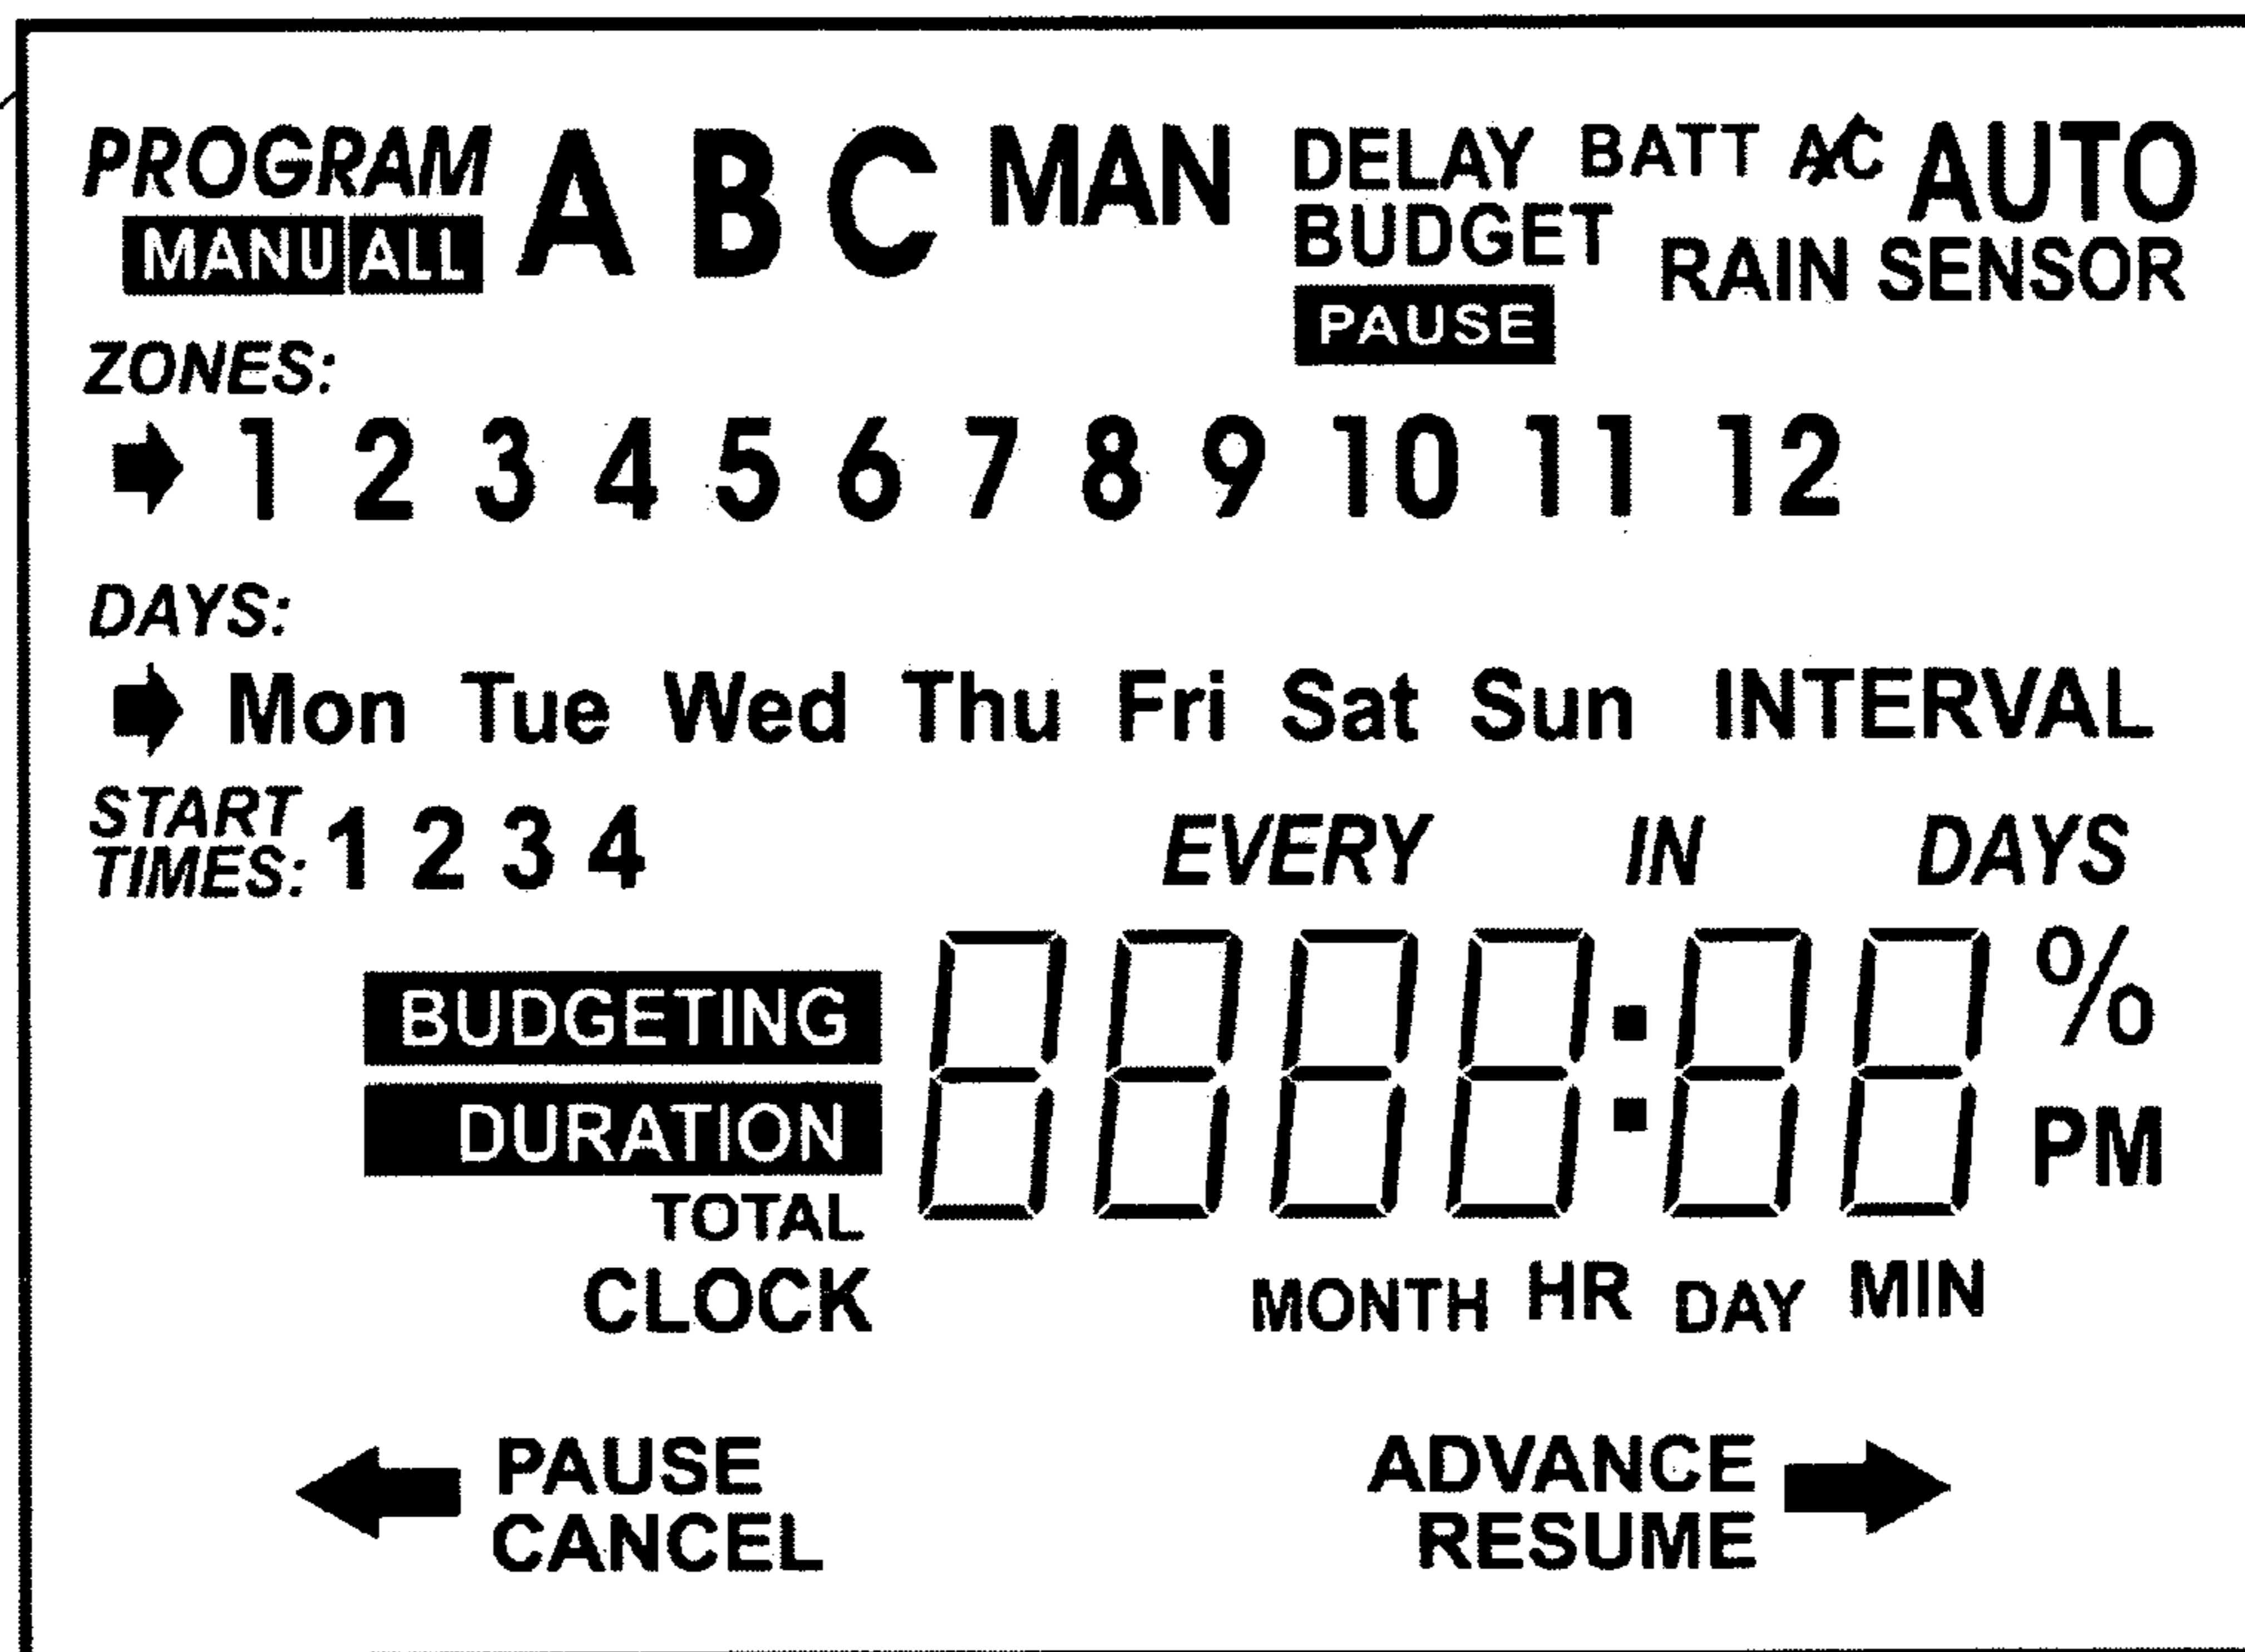 PROGRAM A B C MAN DELAY BATT A/C AUTO
MANU ALL BUDGET RAIN SENSOR
PAUSE
ZONES:
1 2 3 4 5 6 7 8 9 10 11 12
DAYS:
Mon Tue Wed Thu Fri Sat Sun INTERVAL
START TIMES: 1 2 3 4 EVERY IN DAYS
BUDGETING 8888:88 %
DURATION PM
TOTAL
CLOCK MONTH HR DAY MIN
PAUSE ADVANCE
CANCEL RESUME